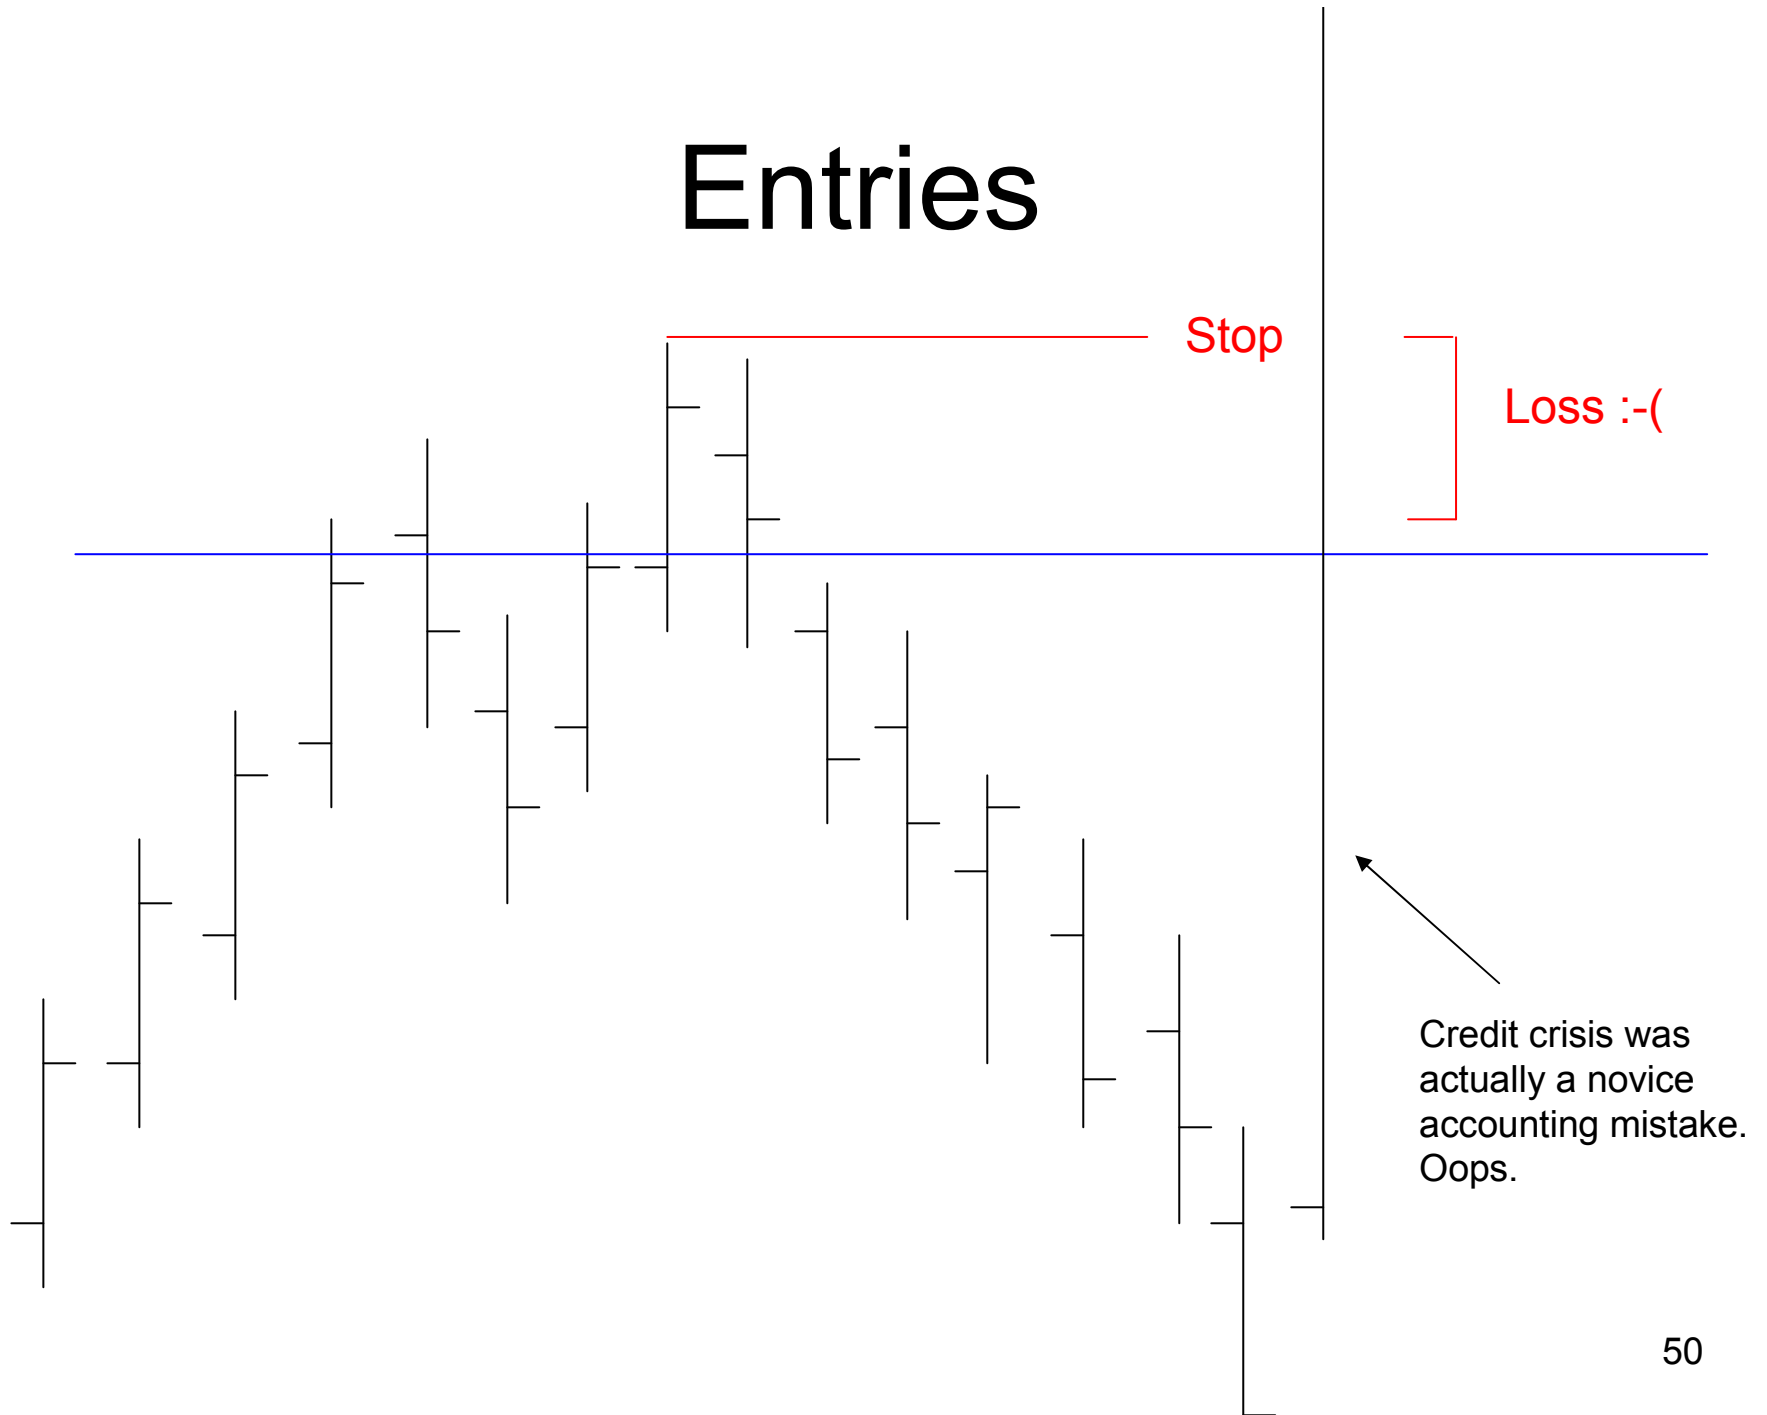 Entries
Stop
Loss :-(
Credit crisis was
actually a novice
accounting mistake.
Oops.
50